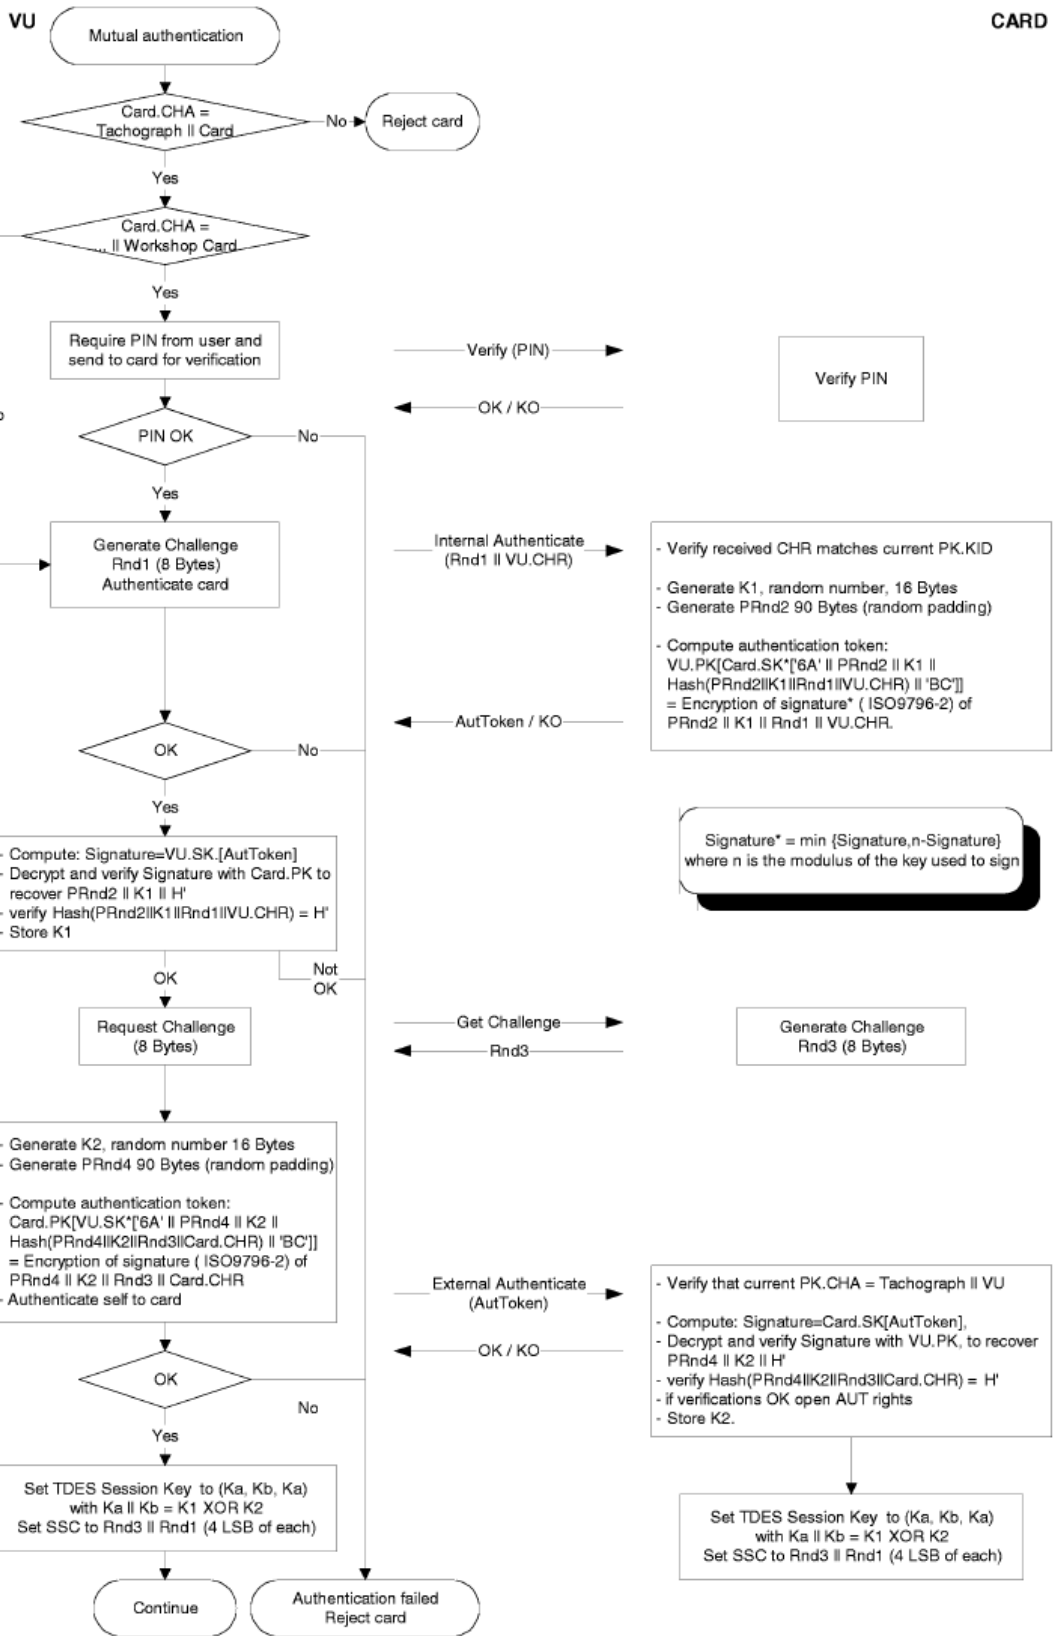 VU
CARD
Mutual authentication
Card.CHA =
Tachograph || Card
No
Reject card
Yes
Card.CHA =
... || Workshop Card
Yes
Require PIN from user and
send to card for verification
Verify (PIN)
OK / KO
Verify PIN
PIN OK
No
Yes
Generate Challenge
Rnd1 (8 Bytes)
Authenticate card
Internal Authenticate
(Rnd1 || VU.CHR)
- Verify received CHR matches current PK.KID
- Generate K1, random number, 16 Bytes
- Generate PRnd2 90 Bytes (random padding)
- Compute authentication token:
VU.PK[Card.SK*['6A' || PRnd2 || K1 ||
Hash(PRnd2||K1||Rnd1||VU.CHR) || 'BC']]
= Encryption of signature* ( ISO9796-2) of
PRnd2 || K1 || Rnd1 || VU.CHR.
AutToken / KO
OK
No
Yes
Signature* = min {Signature,n-Signature}
where n is the modulus of the key used to sign
- Compute: Signature=VU.SK.[AutToken]
- Decrypt and verify Signature with Card.PK to
recover PRnd2 || K1 || H'
- verify Hash(PRnd2||K1||Rnd1||VU.CHR) = H'
- Store K1
OK
Not
OK
Request Challenge
(8 Bytes)
Get Challenge
Rnd3
Generate Challenge
Rnd3 (8 Bytes)
- Generate K2, random number 16 Bytes
- Generate PRnd4 90 Bytes (random padding)
- Compute authentication token:
Card.PK[VU.SK*['6A' || PRnd4 || K2 ||
Hash(PRnd4||K2||Rnd3||Card.CHR) || 'BC']]
= Encryption of signature ( ISO9796-2) of
PRnd4 || K2 || Rnd3 || Card.CHR
- Authenticate self to card
External Authenticate
(AutToken)
OK / KO
- Verify that current PK.CHA = Tachograph || VU
- Compute: Signature=Card.SK[AutToken],
- Decrypt and verify Signature with VU.PK, to recover
PRnd4 || K2 || H'
- verify Hash(PRnd4||K2||Rnd3||Card.CHR) = H'
- if verifications OK open AUT rights
- Store K2.
OK
No
Yes
Set TDES Session Key to (Ka, Kb, Ka)
with Ka || Kb = K1 XOR K2
Set SSC to Rnd3 || Rnd1 (4 LSB of each)
Set TDES Session Key to (Ka, Kb, Ka)
with Ka || Kb = K1 XOR K2
Set SSC to Rnd3 || Rnd1 (4 LSB of each)
Continue
Authentication failed
Reject card